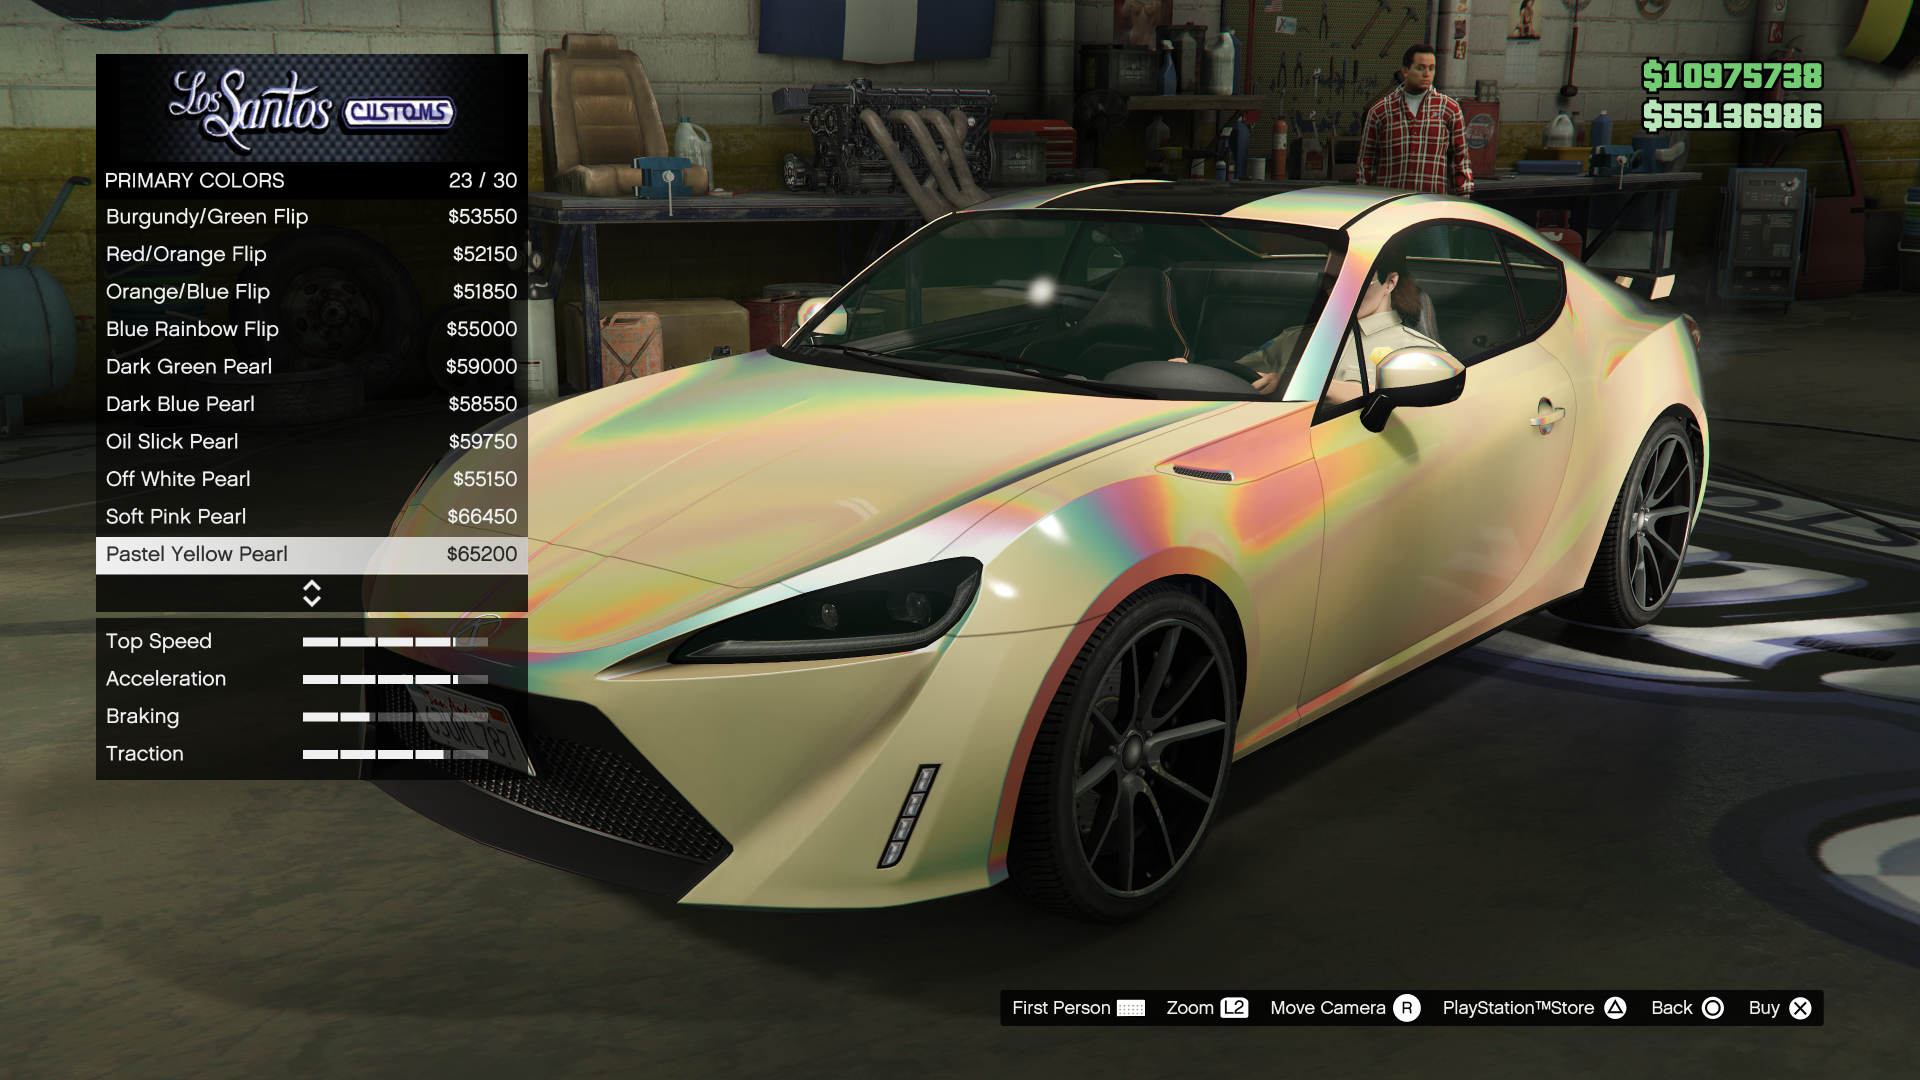 Los Santos CUSTOMS
PRIMARY COLORS 23 / 30
Burgundy/Green Flip $53550
Red/Orange Flip $52150
Orange/Blue Flip $51850
Blue Rainbow Flip $55000
Dark Green Pearl $59000
Dark Blue Pearl $58550
Oil Slick Pearl $59750
Off White Pearl $55150
Soft Pink Pearl $66450
Pastel Yellow Pearl $65200
Top Speed
Acceleration
Braking
Traction
$10975738
$55136986
First Person Zoom L2 Move Camera R PlayStation™Store Back Buy